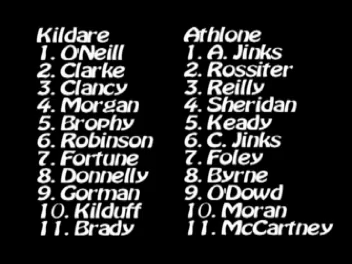 Kildare
1. O'Neill
2. Clarke
3. Clancy
4. Morgan
5. Brophy
6. Robinson
7. Fortune
8. Donnelly
9. Gorman
10. Kilduff
11. Brady
Athlone
1. A. Jinks
2. Rossiter
3. Reilly
4. Sheridan
5. Keady
6. C. Jinks
7. Foley
8. Byrne
9. O'Dowd
10. Moran
11. McCartney